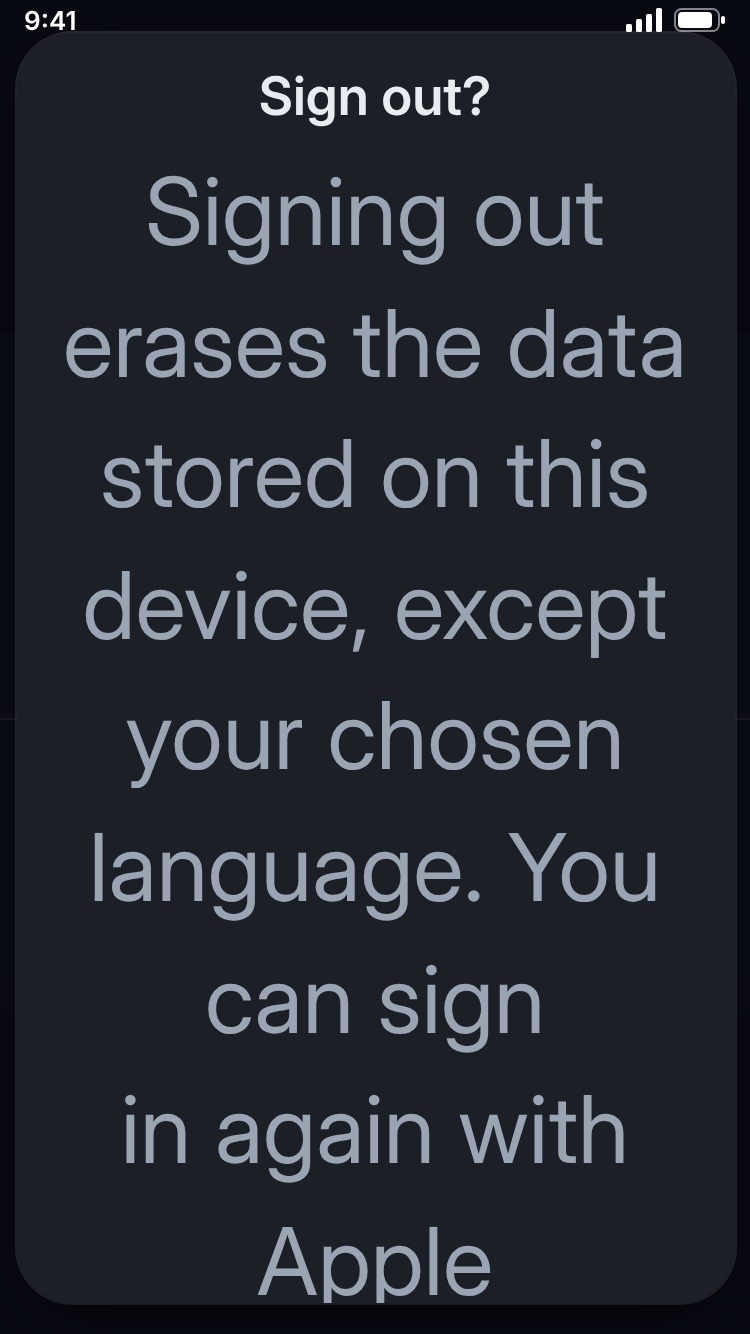 9:41
Sign out?
Signing out
erases the data
stored on this
device, except
your chosen
language. You
can sign
in again with
Apple